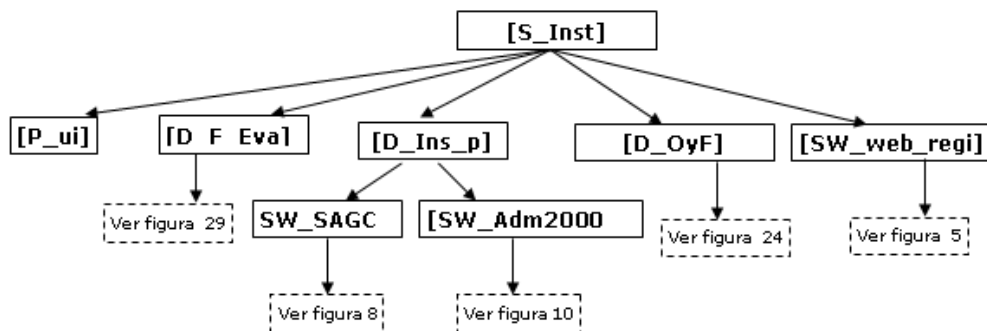 [S_Inst]
[P_ui]
[D_F_Eva]
[D_Ins_p]
[D_OyF]
[SW_web_regi]
Ver figura 29
SW_SAGC
[SW_Adm2000
Ver figura 24
Ver figura 5
Ver figura 8
Ver figura 10